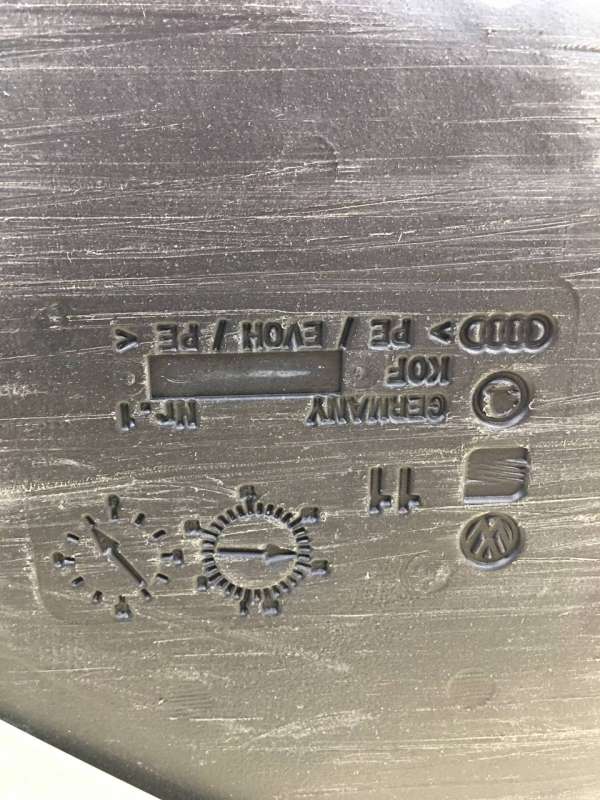 > PE / EVOH / PE <
KOF
GERMANY Nr.1
11